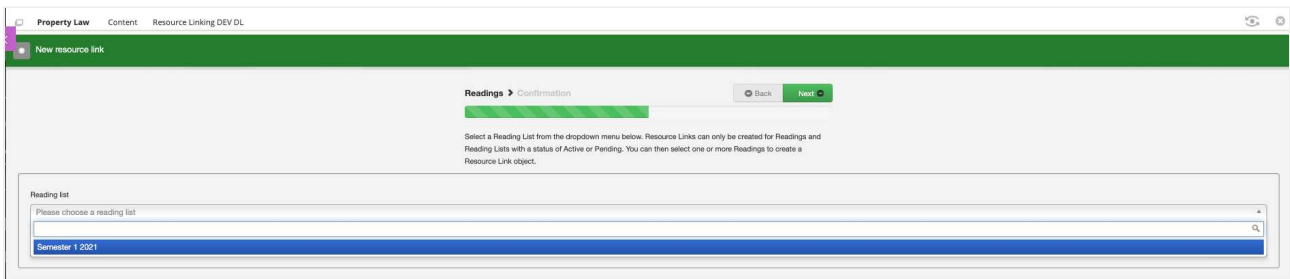 Property Law Content Resource Linking DEV DL
New resource link
Readings Confirmation Back Next
Select a Reading List from the dropdown menu below. Resource Links can only be created for Readings and
Reading Lists with a status of Active or Pending. You can then select one or more Readings to create a
Resource Link object.
Reading list
Please choose a reading list
Semester 1 2021